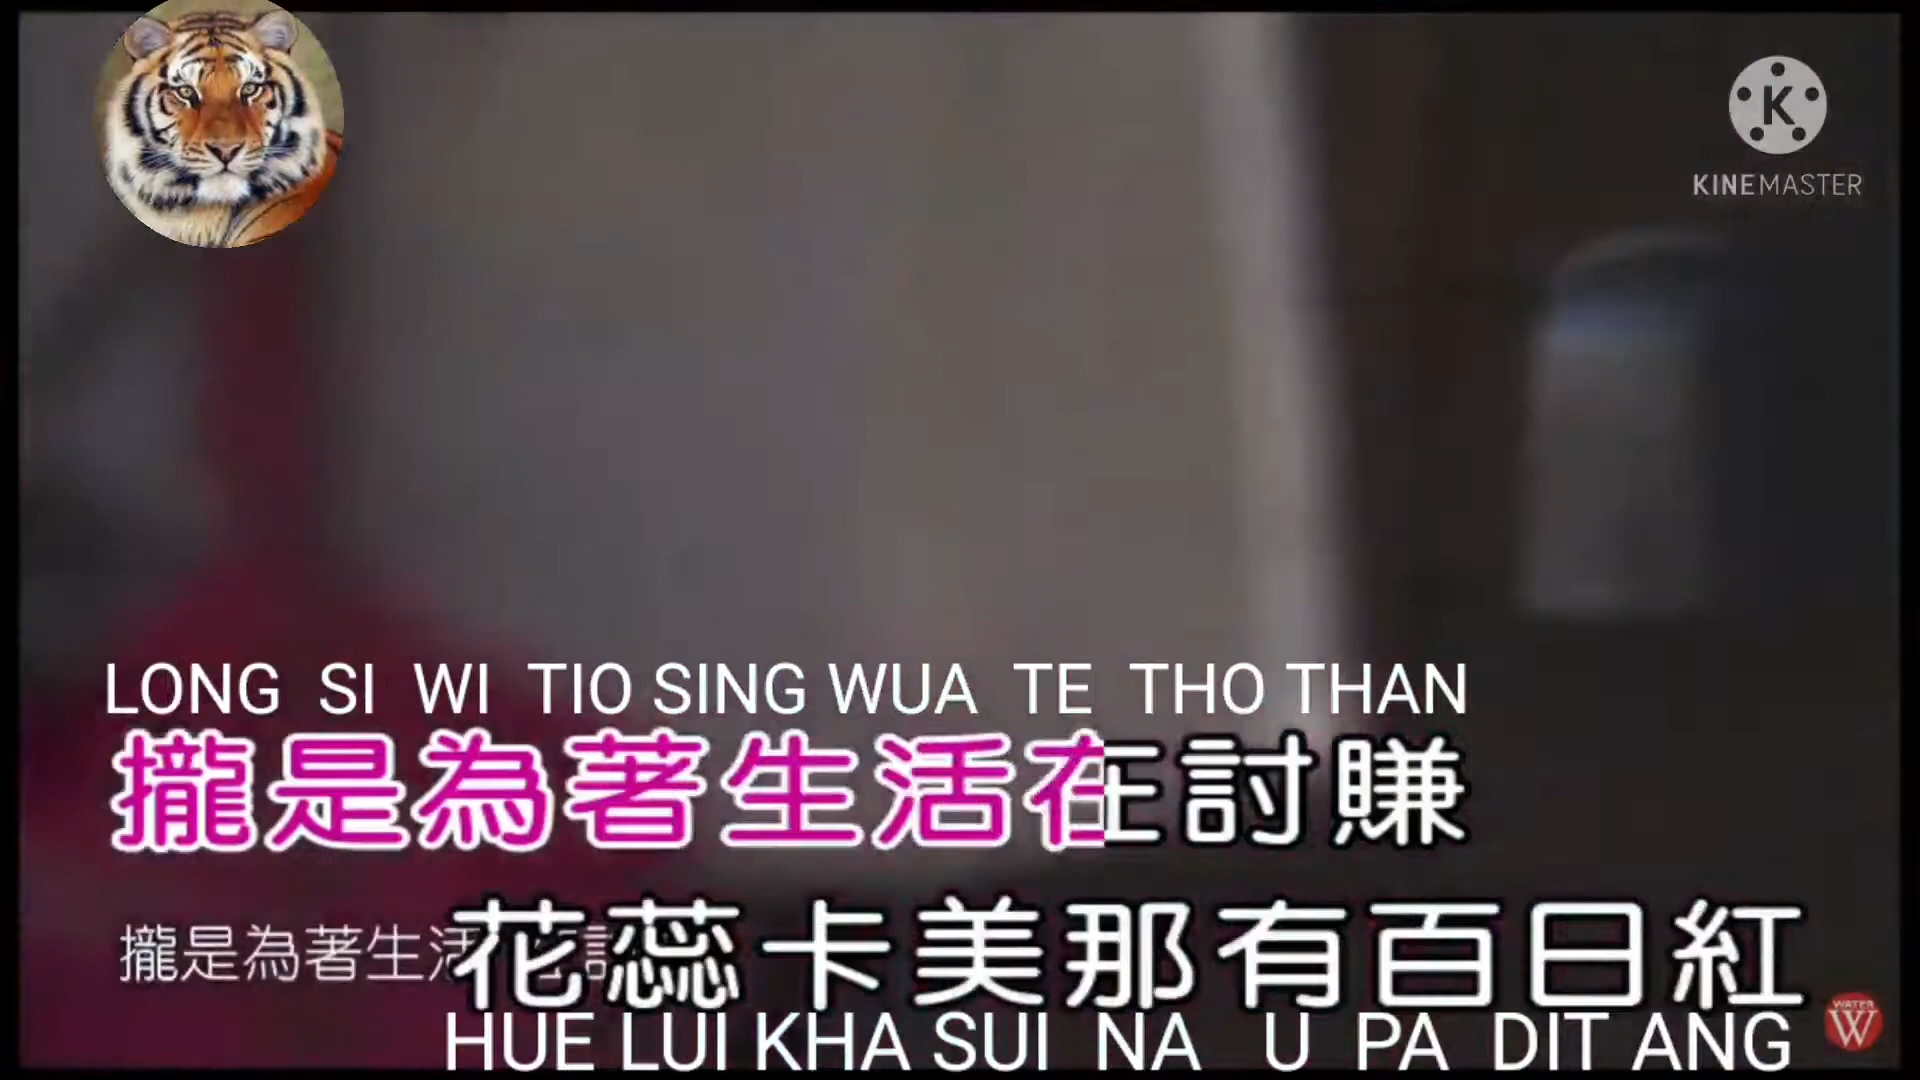 K
KINEMASTER
LONG SI WI TIO SING WUA TE THO THAN
攏是為著生活在討賺
攏是為著生活
花蕊卡美那有百日紅
HUE LUI KHA SUI NA U PA DIT ANG
WATER
W